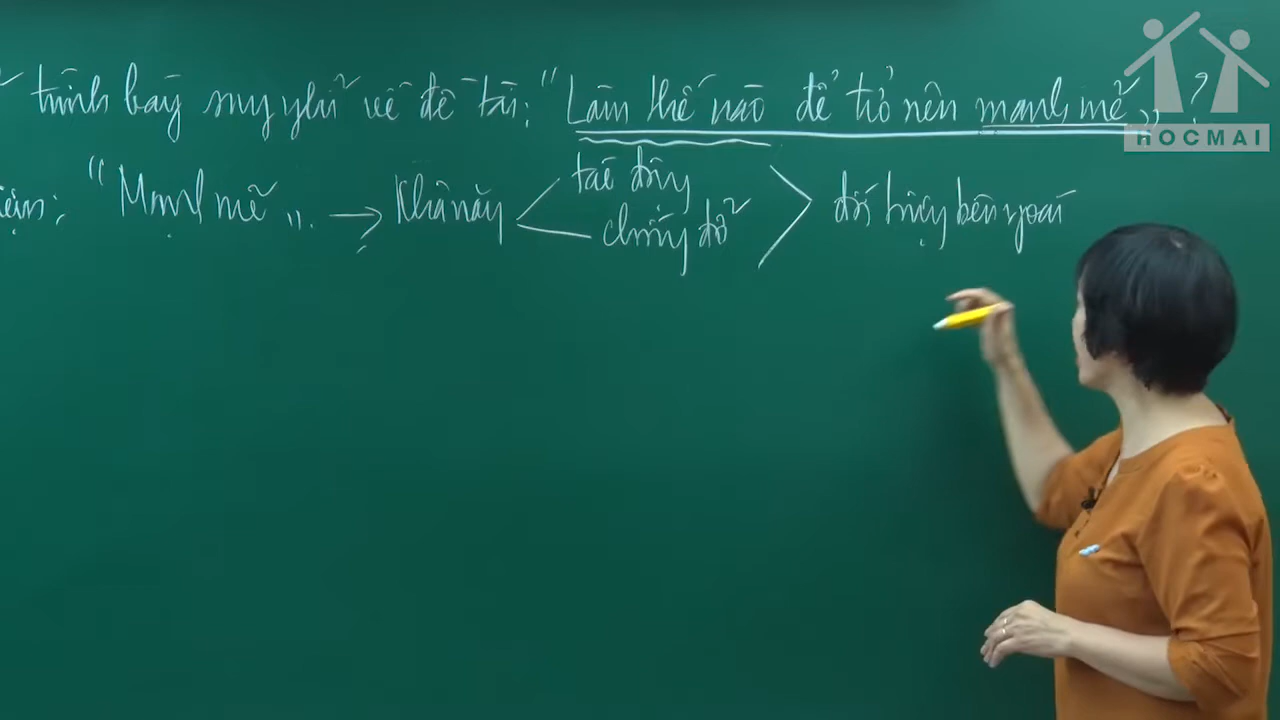 trình bày suy nghĩ về đề tài: "Làm thế nào để trở nên mạnh mẽ"?
"Mạnh mẽ". → Khả năng tác động
chống đỡ
đối tượng bên ngoài
HOCMAI